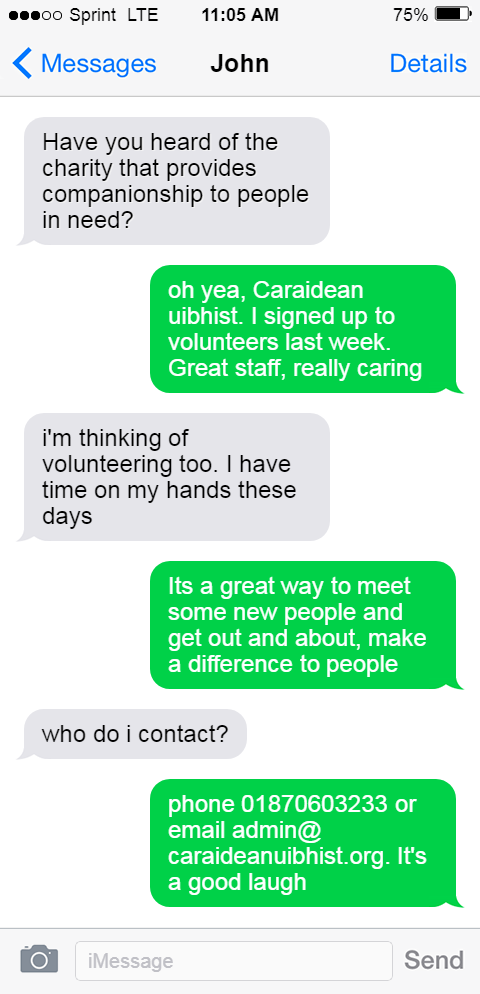 Sprint LTE 11:05 AM 75%
Messages John Details
Have you heard of the
charity that provides
companionship to people
in need?
oh yea, Caraidean
uibhist. I signed up to
volunteers last week.
Great staff, really caring
i'm thinking of
volunteering too. I have
time on my hands these
days
Its a great way to meet
some new people and
get out and about, make
a difference to people
who do i contact?
phone 01870603233 or
email admin@
caraideanuibhist.org. It's
a good laugh
iMessage Send